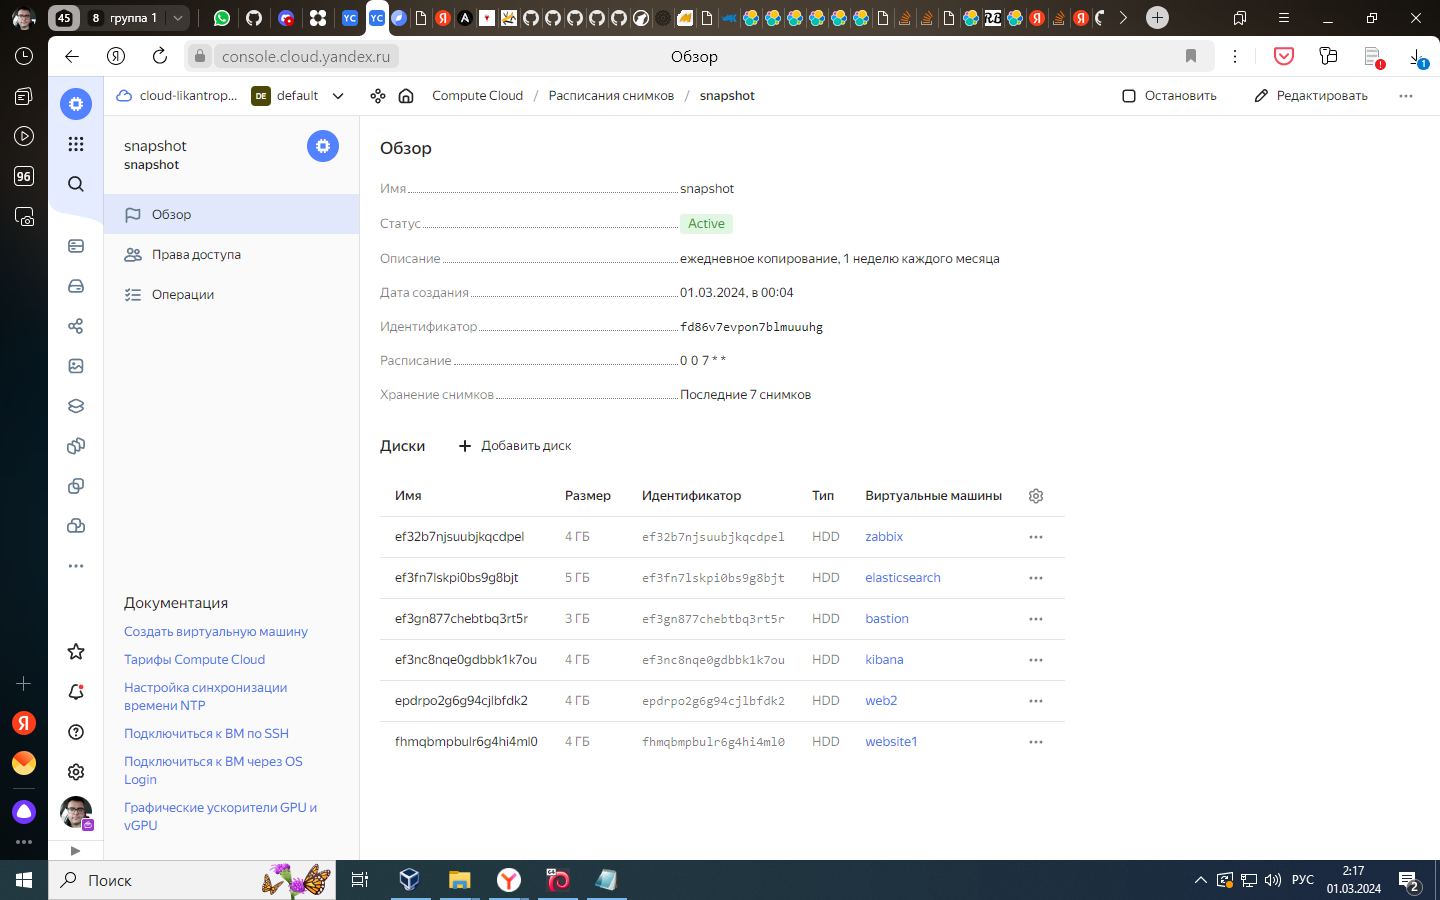 45
8
группа 1
console.cloud.yandex.ru
Обзор
cloud-likantrop...
DE
default
Compute Cloud / Расписания снимков / snapshot
Остановить
Редактировать
96
snapshot
snapshot
Обзор
Права доступа
Операции
Документация
Создать виртуальную машину
Тарифы Compute Cloud
Настройка синхронизации
времени NTP
Подключиться к ВМ по SSH
Подключиться к ВМ через OS
Login
Графические ускорители GPU и
vGPU
Обзор
Имя snapshot
Статус Active
Описание ежедневное копирование, 1 неделю каждого месяца
Дата создания 01.03.2024, в 00:04
Идентификатор fd86v7evpon7blmuuuhg
Расписание 0 0 7 * *
Хранение снимков Последние 7 снимков
Диски
Добавить диск
Имя Размер Идентификатор Тип Виртуальные машины
ef32b7njsuubjkqcdpel 4 ГБ ef32b7njsuubjkqcdpel HDD zabbix
ef3fn7lskpi0bs9g8bjt 5 ГБ ef3fn7lskpi0bs9g8bjt HDD elasticsearch
ef3gn877chebtbq3rt5r 3 ГБ ef3gn877chebtbq3rt5r HDD bastion
ef3nc8nqe0gdbbk1k7ou 4 ГБ ef3nc8nqe0gdbbk1k7ou HDD kibana
epdrpo2g6g94cjlbfdk2 4 ГБ epdrpo2g6g94cjlbfdk2 HDD web2
fhmqbmpbulr6g4hi4ml0 4 ГБ fhmqbmpbulr6g4hi4ml0 HDD website1
Поиск
РУС
2:17
01.03.2024
2